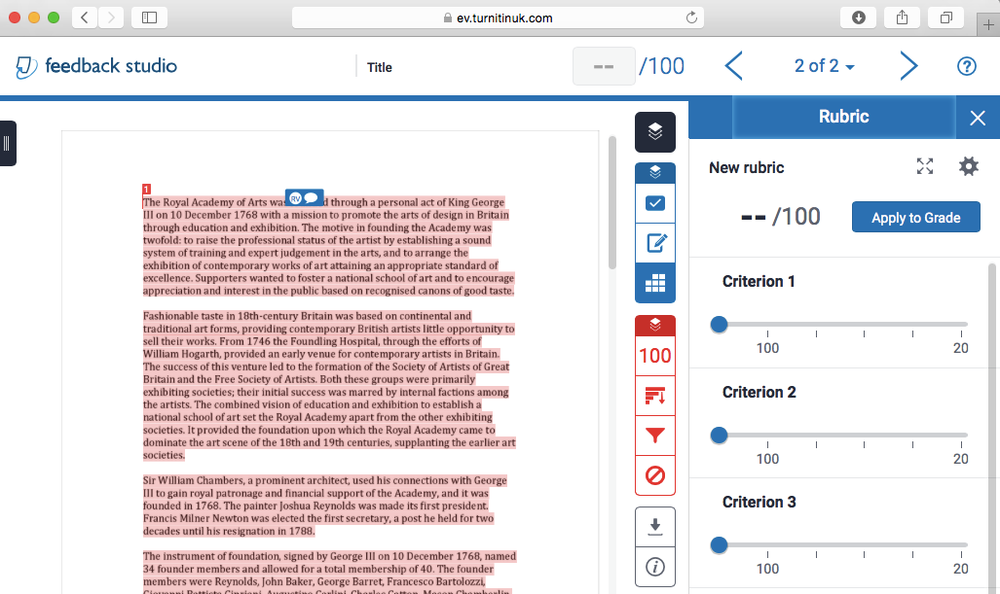 ev.turnitinuk.com
feedback studio
Title
--
/100
2 of 2
?
Rubric
New rubric
-- /100
Apply to Grade
Criterion 1
100
20
Criterion 2
100
20
Criterion 3
100
20
100
1
RV
The Royal Academy of Arts was through a personal act of King George
III on 10 December 1768 with a mission to promote the arts of design in Britain
through education and exhibition. The motive in founding the Academy was
twofold: to raise the professional status of the artist by establishing a sound
system of training and expert judgement in the arts, and to arrange the
exhibition of contemporary works of art attaining an appropriate standard of
excellence. Supporters wanted to foster a national school of art and to encourage
appreciation and interest in the public based on recognised canons of good taste.
Fashionable taste in 18th-century Britain was based on continental and
traditional art forms, providing contemporary British artists little opportunity to
sell their works. From 1746 the Foundling Hospital, through the efforts of
William Hogarth, provided an early venue for contemporary artists in Britain.
The success of this venture led to the formation of the Society of Artists of Great
Britain and the Free Society of Artists. Both these groups were primarily
exhibiting societies; their initial success was marred by internal factions among
the artists. The combined vision of education and exhibition to establish a
national school of art set the Royal Academy apart from the other exhibiting
societies. It provided the foundation upon which the Royal Academy came to
dominate the art scene of the 18th and 19th centuries, supplanting the earlier art
societies.
Sir William Chambers, a prominent architect, used his connections with George
III to gain royal patronage and financial support of the Academy, and it was
founded in 1768. The painter Joshua Reynolds was made its first president.
Francis Milner Newton was elected the first secretary, a post he held for two
decades until his resignation in 1788.
The instrument of foundation, signed by George III on 10 December 1768, named
34 founder members and allowed for a total membership of 40. The founder
members were Reynolds, John Baker, George Barret, Francesco Bartolozzi,
Giovanni Battista Cipriani, Augustino Carlini, Charles Catton, Mason Chamberlin,